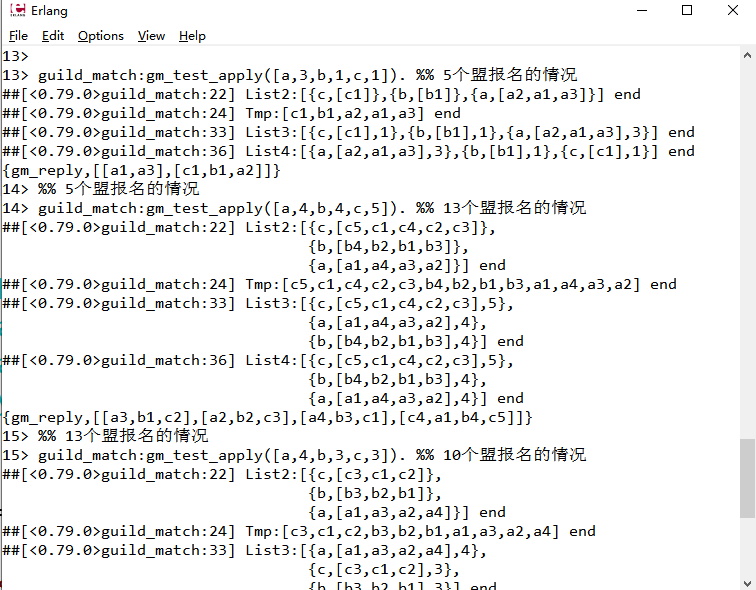 Erlang
File Edit Options View Help
13>
13> guild_match:gm_test_apply([a,3,b,1,c,1]). %% 5个盟报名的情况
##[<0.79.0>guild_match:22] List2:[{c,[c1]},{b,[b1]},{a,[a2,a1,a3]}] end
##[<0.79.0>guild_match:24] Tmp:[c1,b1,a2,a1,a3] end
##[<0.79.0>guild_match:33] List3:[{c,[c1],1},{b,[b1],1},{a,[a2,a1,a3],3}] end
##[<0.79.0>guild_match:36] List4:[{a,[a2,a1,a3],3},{b,[b1],1},{c,[c1],1}] end
{gm_reply,[[a1,a3],[c1,b1,a2]]}
14> %% 5个盟报名的情况
14> guild_match:gm_test_apply([a,4,b,4,c,5]). %% 13个盟报名的情况
##[<0.79.0>guild_match:22] List2:[{c,[c5,c1,c4,c2,c3]},
{b,[b4,b2,b1,b3]},
{a,[a1,a4,a3,a2]}] end
##[<0.79.0>guild_match:24] Tmp:[c5,c1,c4,c2,c3,b4,b2,b1,b3,a1,a4,a3,a2] end
##[<0.79.0>guild_match:33] List3:[{c,[c5,c1,c4,c2,c3],5},
{a,[a1,a4,a3,a2],4},
{b,[b4,b2,b1,b3],4}] end
##[<0.79.0>guild_match:36] List4:[{c,[c5,c1,c4,c2,c3],5},
{b,[b4,b2,b1,b3],4},
{a,[a1,a4,a3,a2],4}] end
{gm_reply,[[a3,b1,c2],[a2,b2,c3],[a4,b3,c1],[c4,a1,b4,c5]]}
15> %% 13个盟报名的情况
15> guild_match:gm_test_apply([a,4,b,3,c,3]). %% 10个盟报名的情况
##[<0.79.0>guild_match:22] List2:[{c,[c3,c1,c2]},
{b,[b3,b2,b1]},
{a,[a1,a3,a2,a4]}] end
##[<0.79.0>guild_match:24] Tmp:[c3,c1,c2,b3,b2,b1,a1,a3,a2,a4] end
##[<0.79.0>guild_match:33] List3:[{a,[a1,a3,a2,a4],4},
{c,[c3,c1,c2],3},
{b,[b3,b2,b1],3}] end